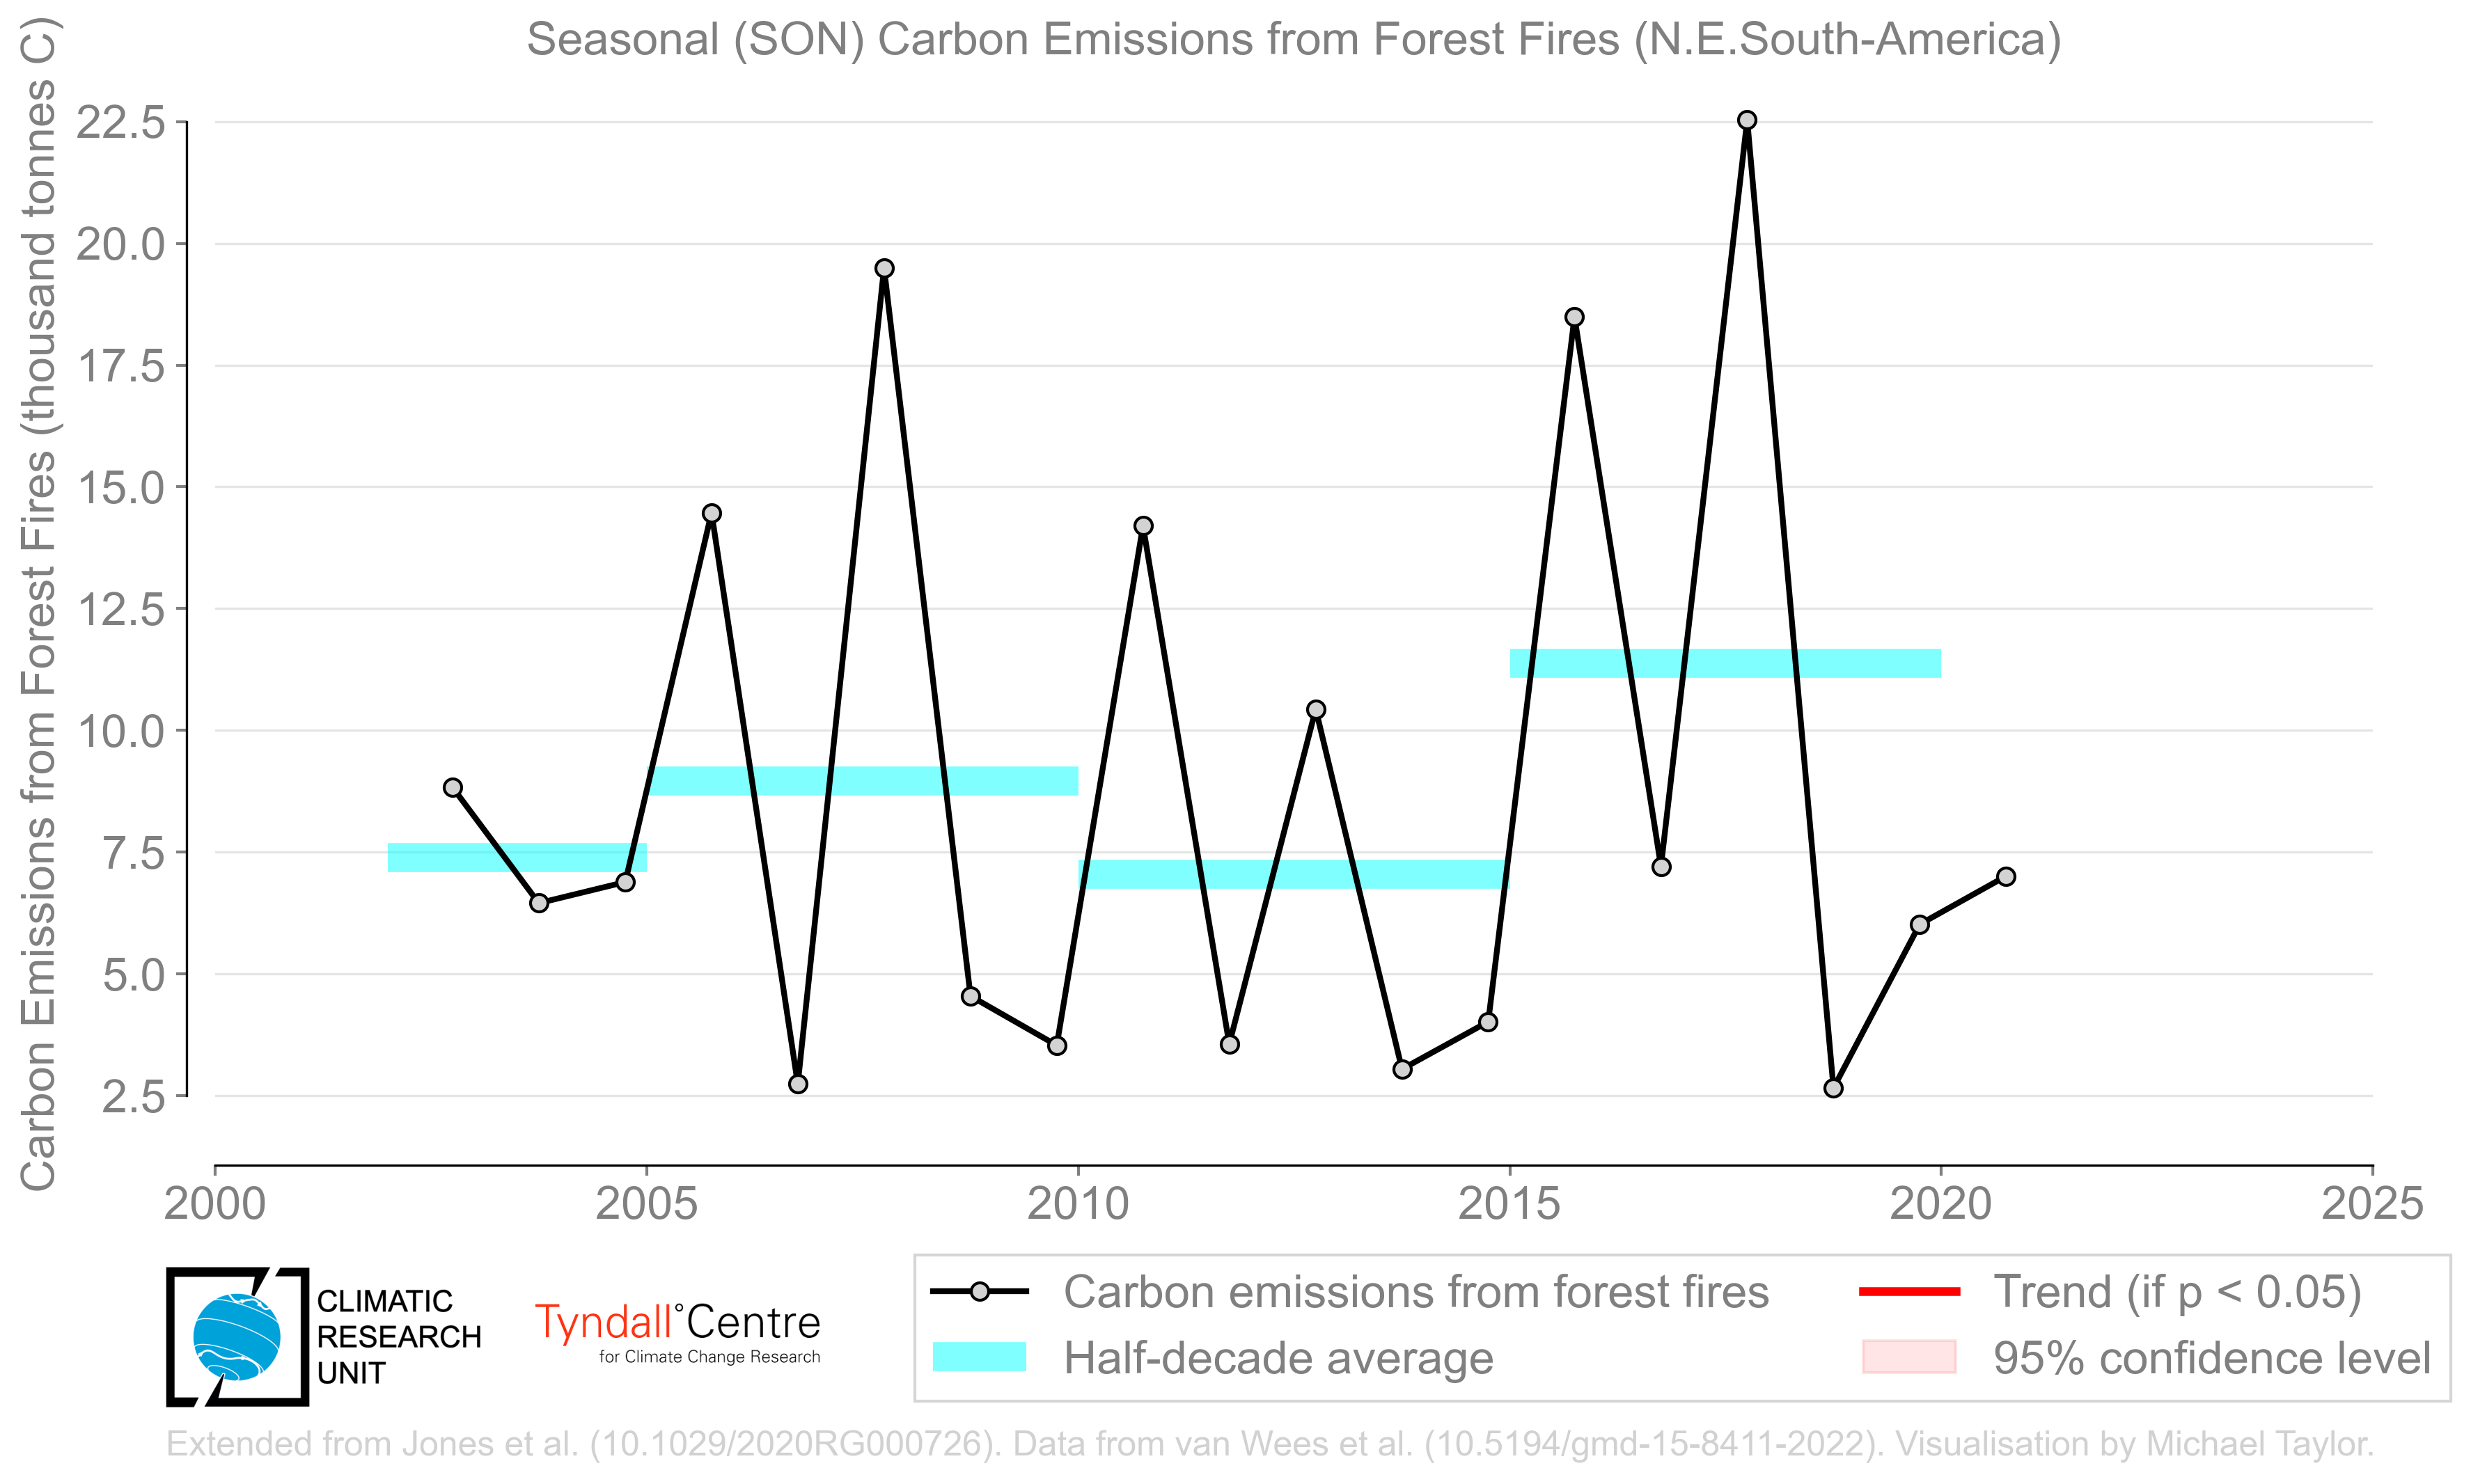 Seasonal (SON) Carbon Emissions from Forest Fires (N.E.South-America)
Carbon Emissions from Forest Fires (thousand tonnes C)
22.5
20.0
17.5
15.0
12.5
10.0
7.5
5.0
2.5
2000 2005 2010 2015 2020 2025
CLIMATIC
RESEARCH
UNIT
Tyndall°Centre
for Climate Change Research
Carbon emissions from forest fires
Half-decade average
Trend (if p < 0.05)
95% confidence level
Extended from Jones et al. (10.1029/2020RG000726). Data from van Wees et al. (10.5194/gmd-15-8411-2022). Visualisation by Michael Taylor.